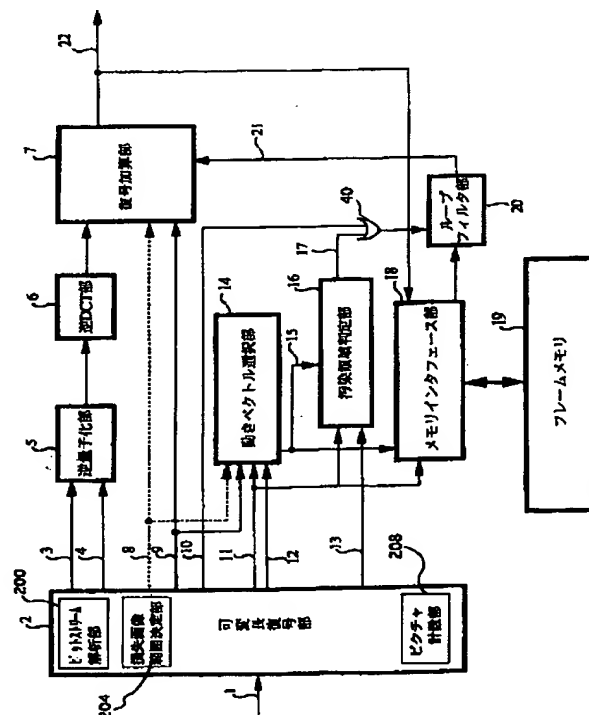 22
7
復号加算部
21
40
ループ
フィルタ部
20
6
逆DCT部
14
動きベクトル選択部
17
16
汚染領域判定部
15
18
メモリインタフェース部
19
フレームメモリ
5
逆量子化部
3
4
8
9
10
11
12
13
200
2
ビットストリーム
解析部
損失画像
範囲決定部
204
可変長
復号部
208
ピクチャ
計数部
1